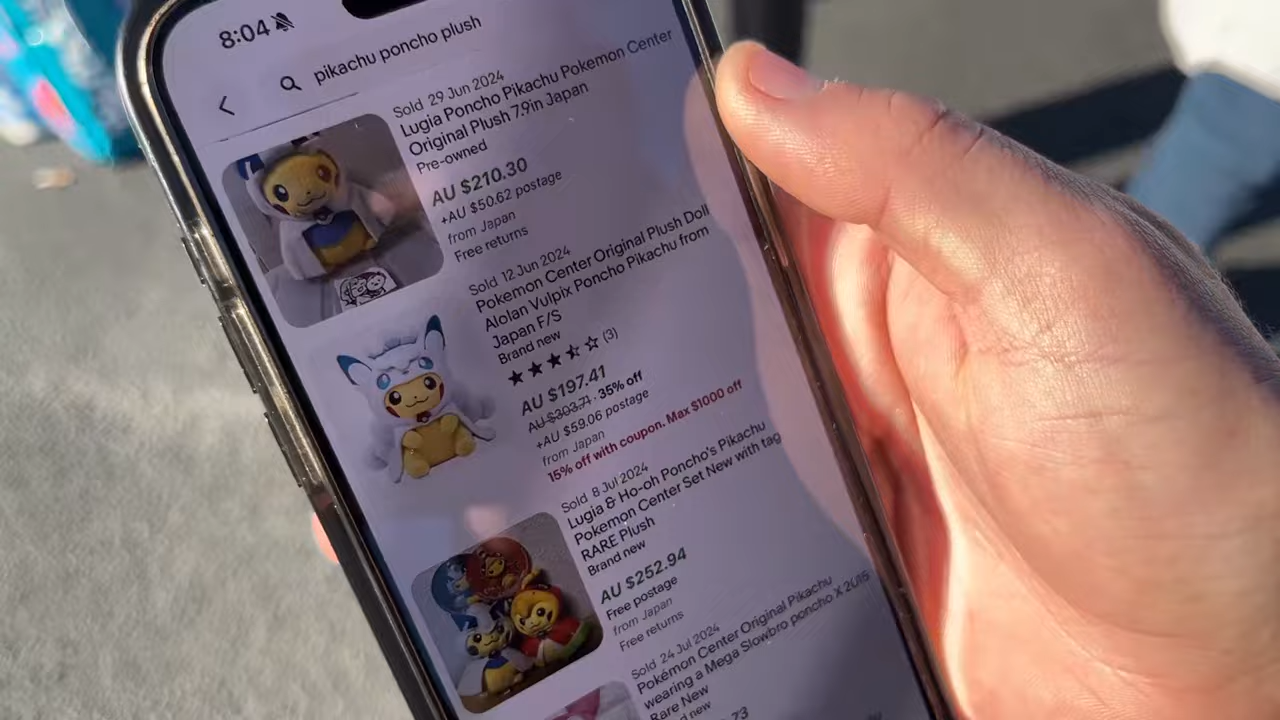 8:04
pikachu poncho plush
Sold 29 Jun 2024
Lugia Poncho Pikachu Pokemon Center
Original Plush 7.9in Japan
Pre-owned
AU $210.30
+AU $50.62 postage
from Japan
Free returns
Sold 12 Jun 2024
Pokemon Center Original Plush Doll
Alolan Vulpix Poncho Pikachu from
Japan F/S
Brand new
(3)
AU $197.41
AU $303.71 · 35% off
+AU $59.06 postage
from Japan
15% off with coupon. Max $1000 off
Sold 8 Jul 2024
Lugia & Ho-oh Poncho's Pikachu
Pokemon Center Set New with tag
RARE Plush
Brand new
AU $252.94
Free postage
from Japan
Free returns
Sold 24 Jul 2024
Pokémon Center Original Pikachu
wearing a Mega Slowbro poncho X 2015
Rare New
new
.73